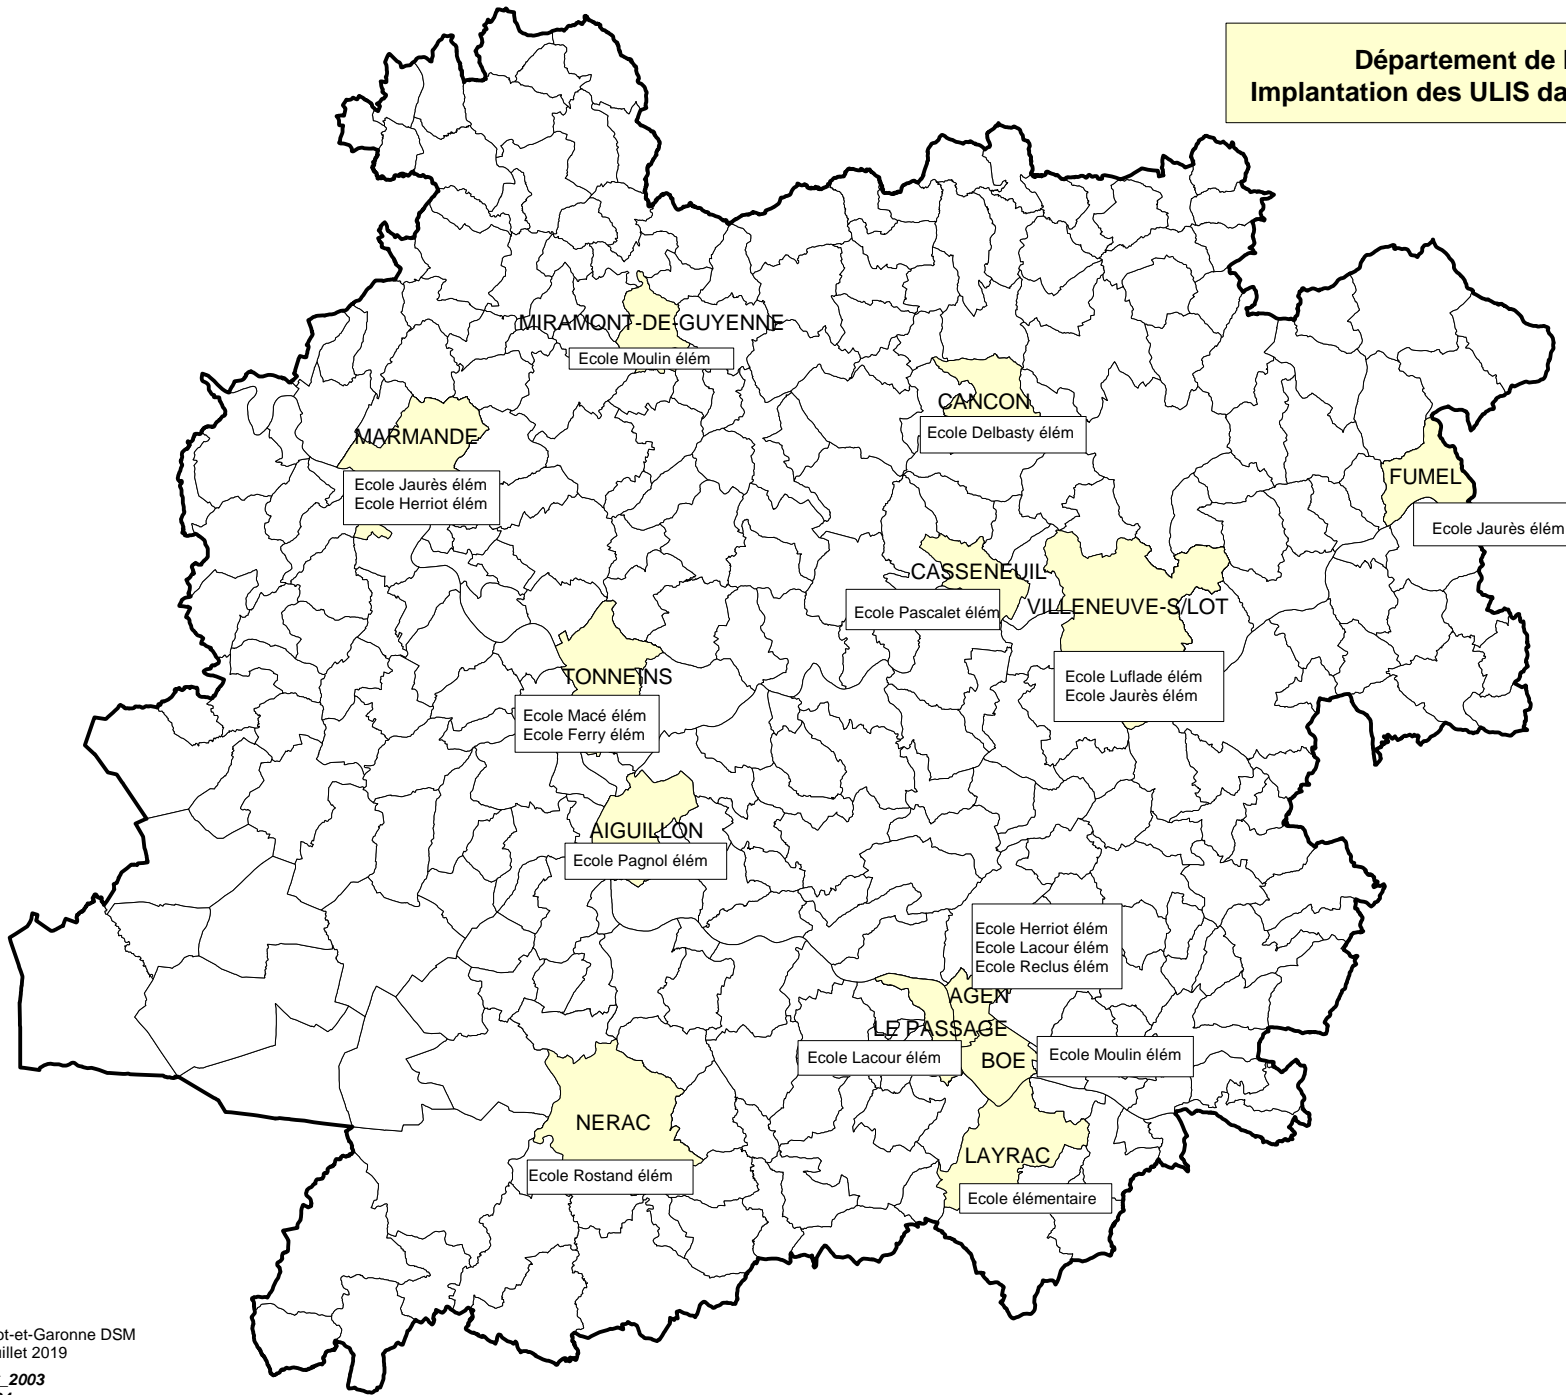 Département de
Implantation des ULIS
MIRAMONT-DE-GUYENNE
Ecole Moulin élém
CANCON
Ecole Delbasty élém
MARMANDE
Ecole Jaurès élém
Ecole Herriot élém
FUMEL
Ecole Jaurès élém
CASSENEUIL
Ecole Pascalet élém
VILLENEUVE-S/LOT
Ecole Luflade élém
Ecole Jaurès élém
TONNEINS
Ecole Macé élém
Ecole Ferry élém
AIGUILLON
Ecole Pagnol élém
Ecole Herriot élém
Ecole Lacour élém
Ecole Reclus élém
AGEN
LE PASSAGE
Ecole Lacour élém
BOE
Ecole Moulin élém
NERAC
Ecole Rostand élém
LAYRAC
Ecole élémentaire
ot-et-Garonne DSM
uillet 2019
_2003